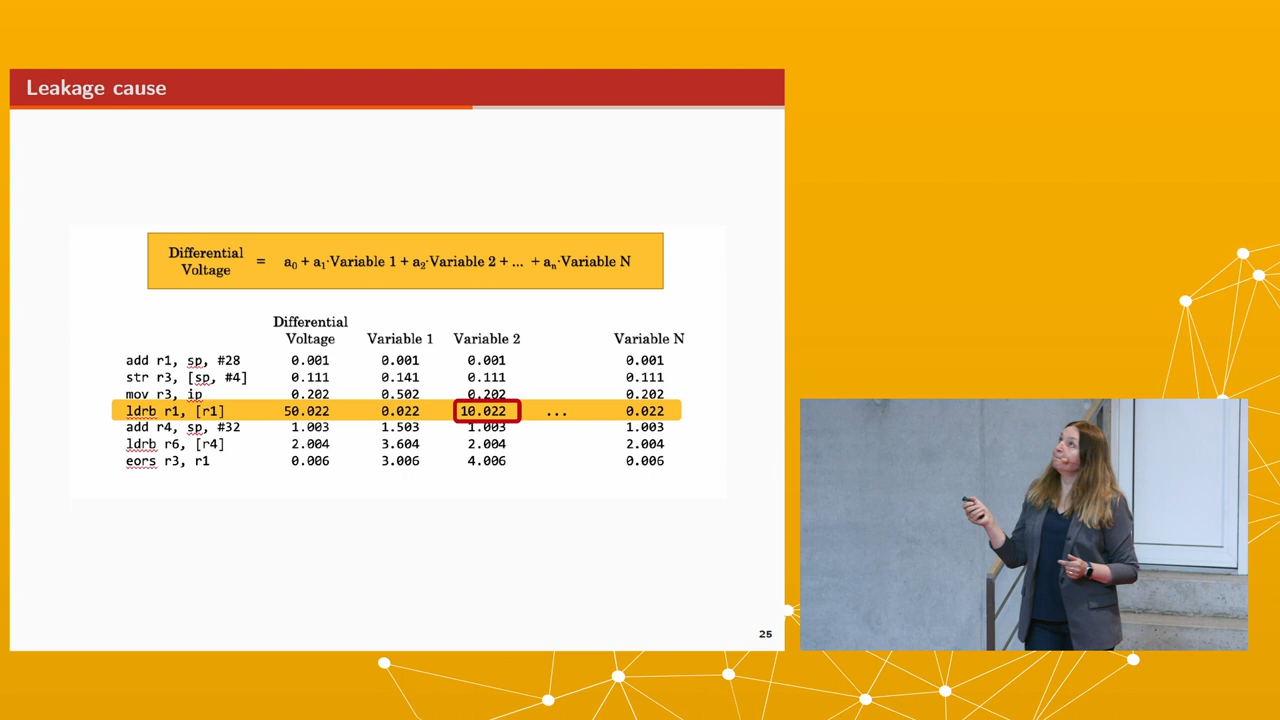 Leakage cause
Differential
Voltage = a0 + a1·Variable 1 + a2·Variable 2 + ... + an·Variable N
Differential
Voltage Variable 1 Variable 2 Variable N
add r1, sp, #28 0.001 0.001 0.001 0.001
str r3, [sp, #4] 0.111 0.141 0.111 0.111
mov r3, ip 0.202 0.502 0.202 0.202
ldrb r1, [r1] 50.022 0.022 10.022 ... 0.022
add r4, sp, #32 1.003 1.503 1.003 1.003
ldrb r6, [r4] 2.004 3.604 2.004 2.004
eors r3, r1 0.006 3.006 4.006 0.006
25